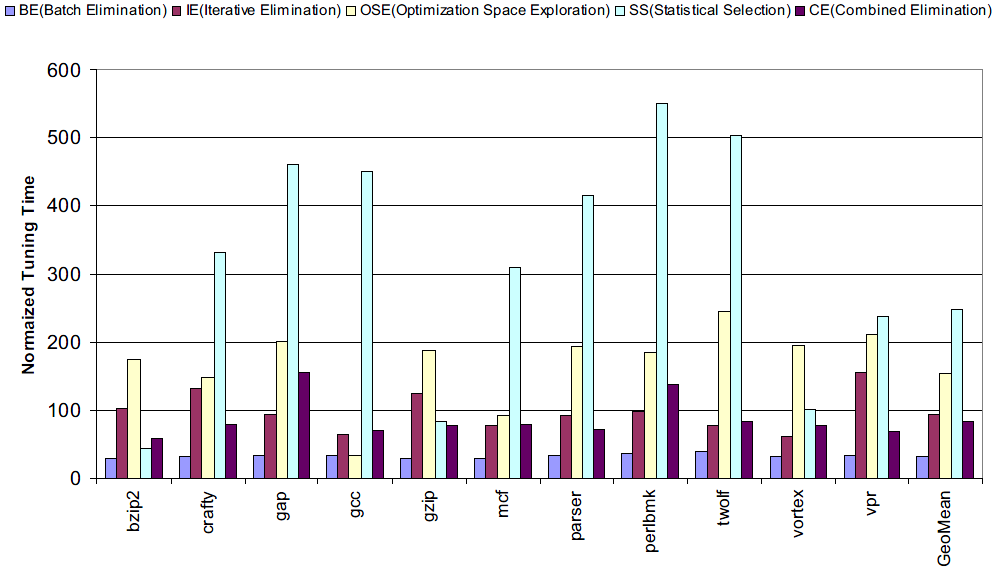 BE(Batch Elimination) IE(Iterative Elimination) OSE(Optimization Space Exploration) SS(Statistical Selection) CE(Combined Elimination)
Normaized Tuning Time
600
500
400
300
200
100
0
bzip2
crafty
gap
gcc
gzip
mcf
parser
perlbmk
twolf
vortex
vpr
GeoMean